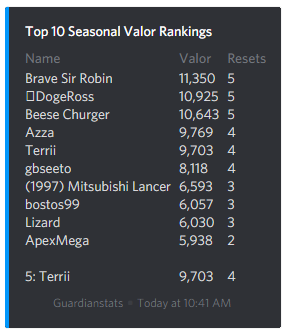 Top 10 Seasonal Valor Rankings
Name Valor Resets
Brave Sir Robin 11,350 5
DogeRoss 10,925 5
Beese Churger 10,643 5
Azza 9,769 4
Terrii 9,703 4
gbseeto 8,118 4
(1997) Mitsubishi Lancer 6,593 3
bostos99 6,057 3
Lizard 6,030 3
ApexMega 5,938 2
5: Terrii 9,703 4
Guardianstats • Today at 10:41 AM